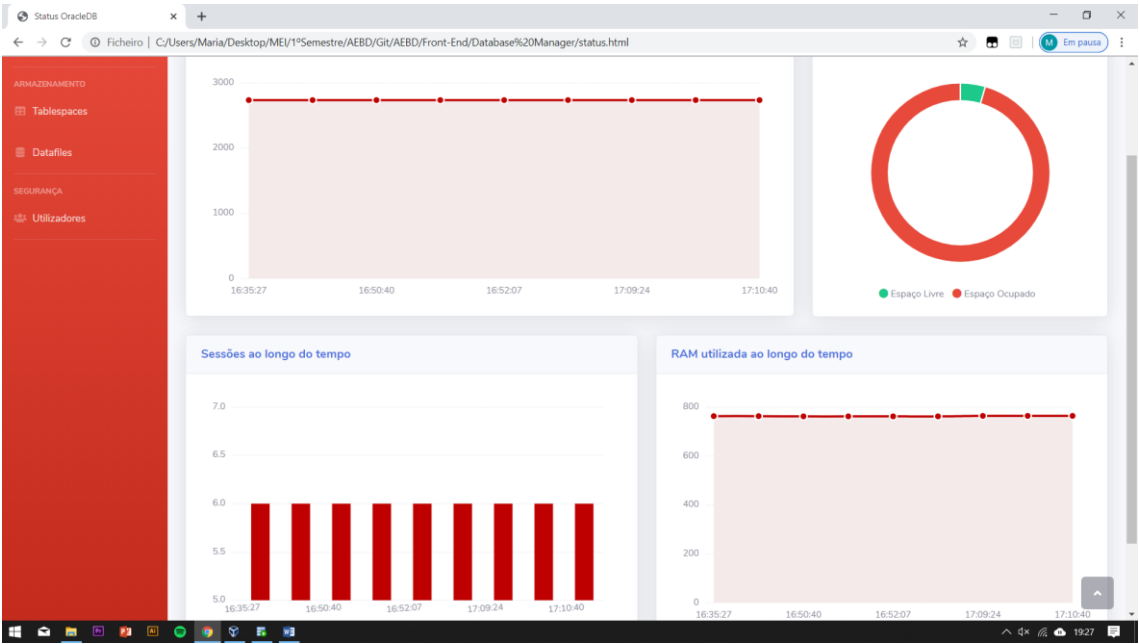 Status OracleDB
Ficheiro | C:/Users/Maria/Desktop/MEI/1ºSemestre/AEBD/Git/AEBD/Front-End/Database%20Manager/status.html
M Em pausa
ARMAZENAMENTO
Tablespaces
Datafiles
SEGURANÇA
Utilizadores
3000
2000
1000
0
16:35:27 16:50:40 16:52:07 17:09:24 17:10:40
Espaço Livre Espaço Ocupado
Sessões ao longo do tempo
7.0
6.5
6.0
5.5
5.0
16:35:27 16:50:40 16:52:07 17:09:24 17:10:40
RAM utilizada ao longo do tempo
800
600
400
200
0
16:35:27 16:50:40 16:52:07 17:09:24 17:10:40
Pr Ai
19:27